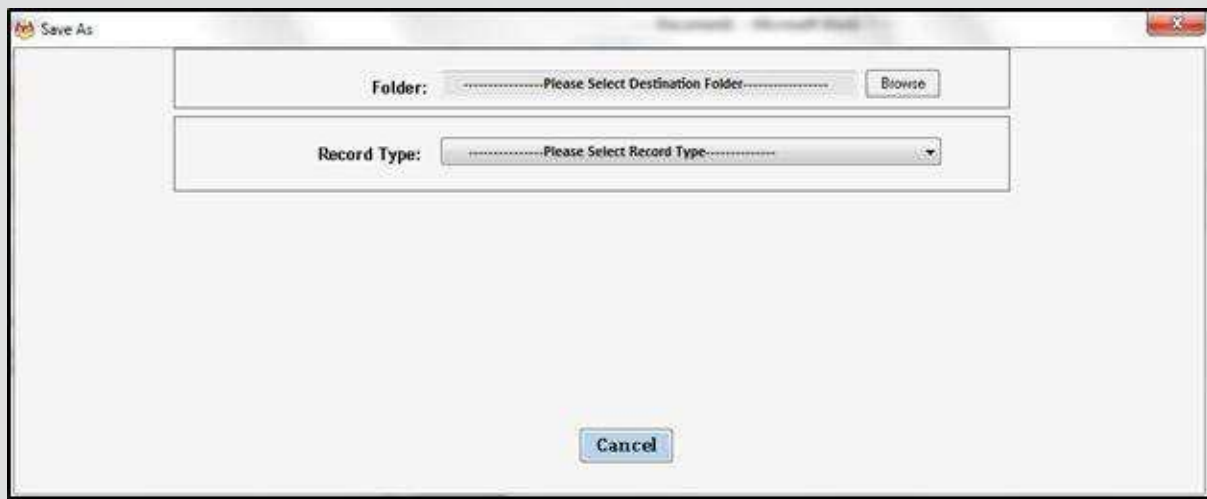 Save As
Folder: ----------------Please Select Destination Folder----------------- Browse
Record Type: ---------------Please Select Record Type--------------
Cancel